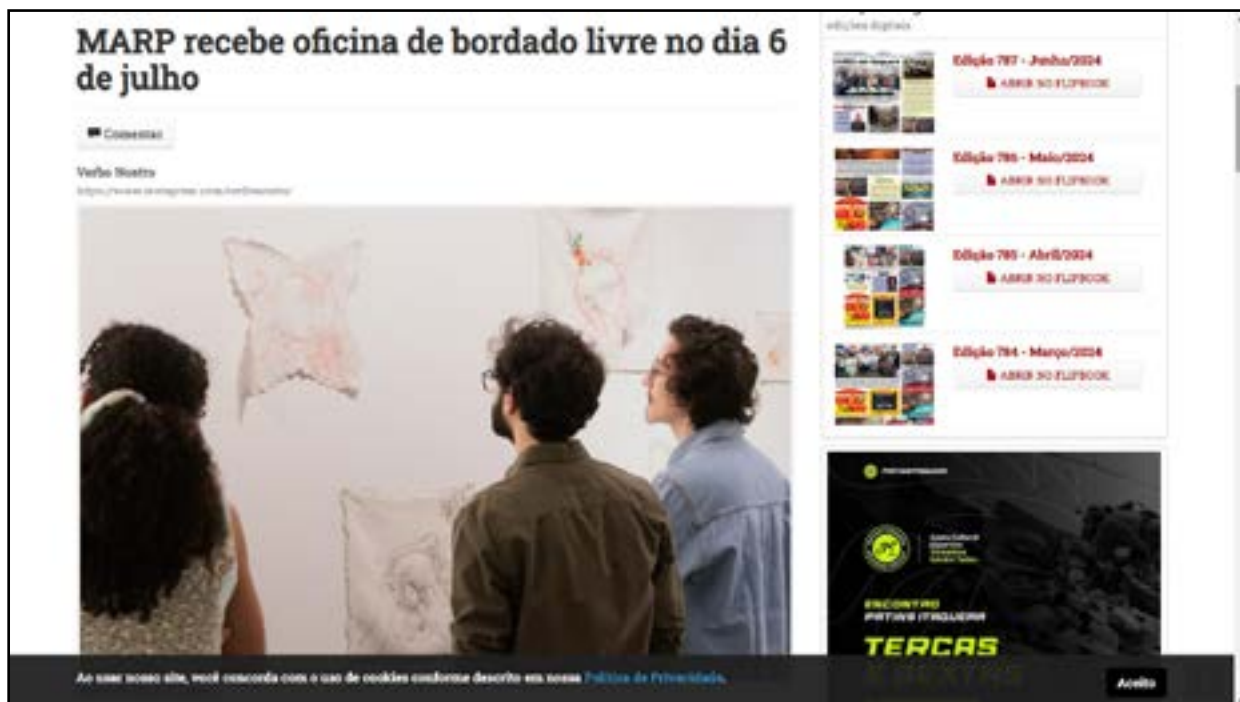 MARP recebe oficina de bordado livre no dia 6
de julho
Comentar
Verbo Nostro
edições digitais
Edição 787 - Junho/2024
ABRIR NO FLIPBOOK
Edição 786 - Maio/2024
ABRIR NO FLIPBOOK
Edição 785 - Abril/2024
ABRIR NO FLIPBOOK
Edição 784 - Março/2024
ABRIR NO FLIPBOOK
ENCONTRO
PATINS ITAQUERA
TERÇAS
Ao usar nosso site, você concorda com o uso de cookies conforme descrito em nossa Política de Privacidade.
Aceito